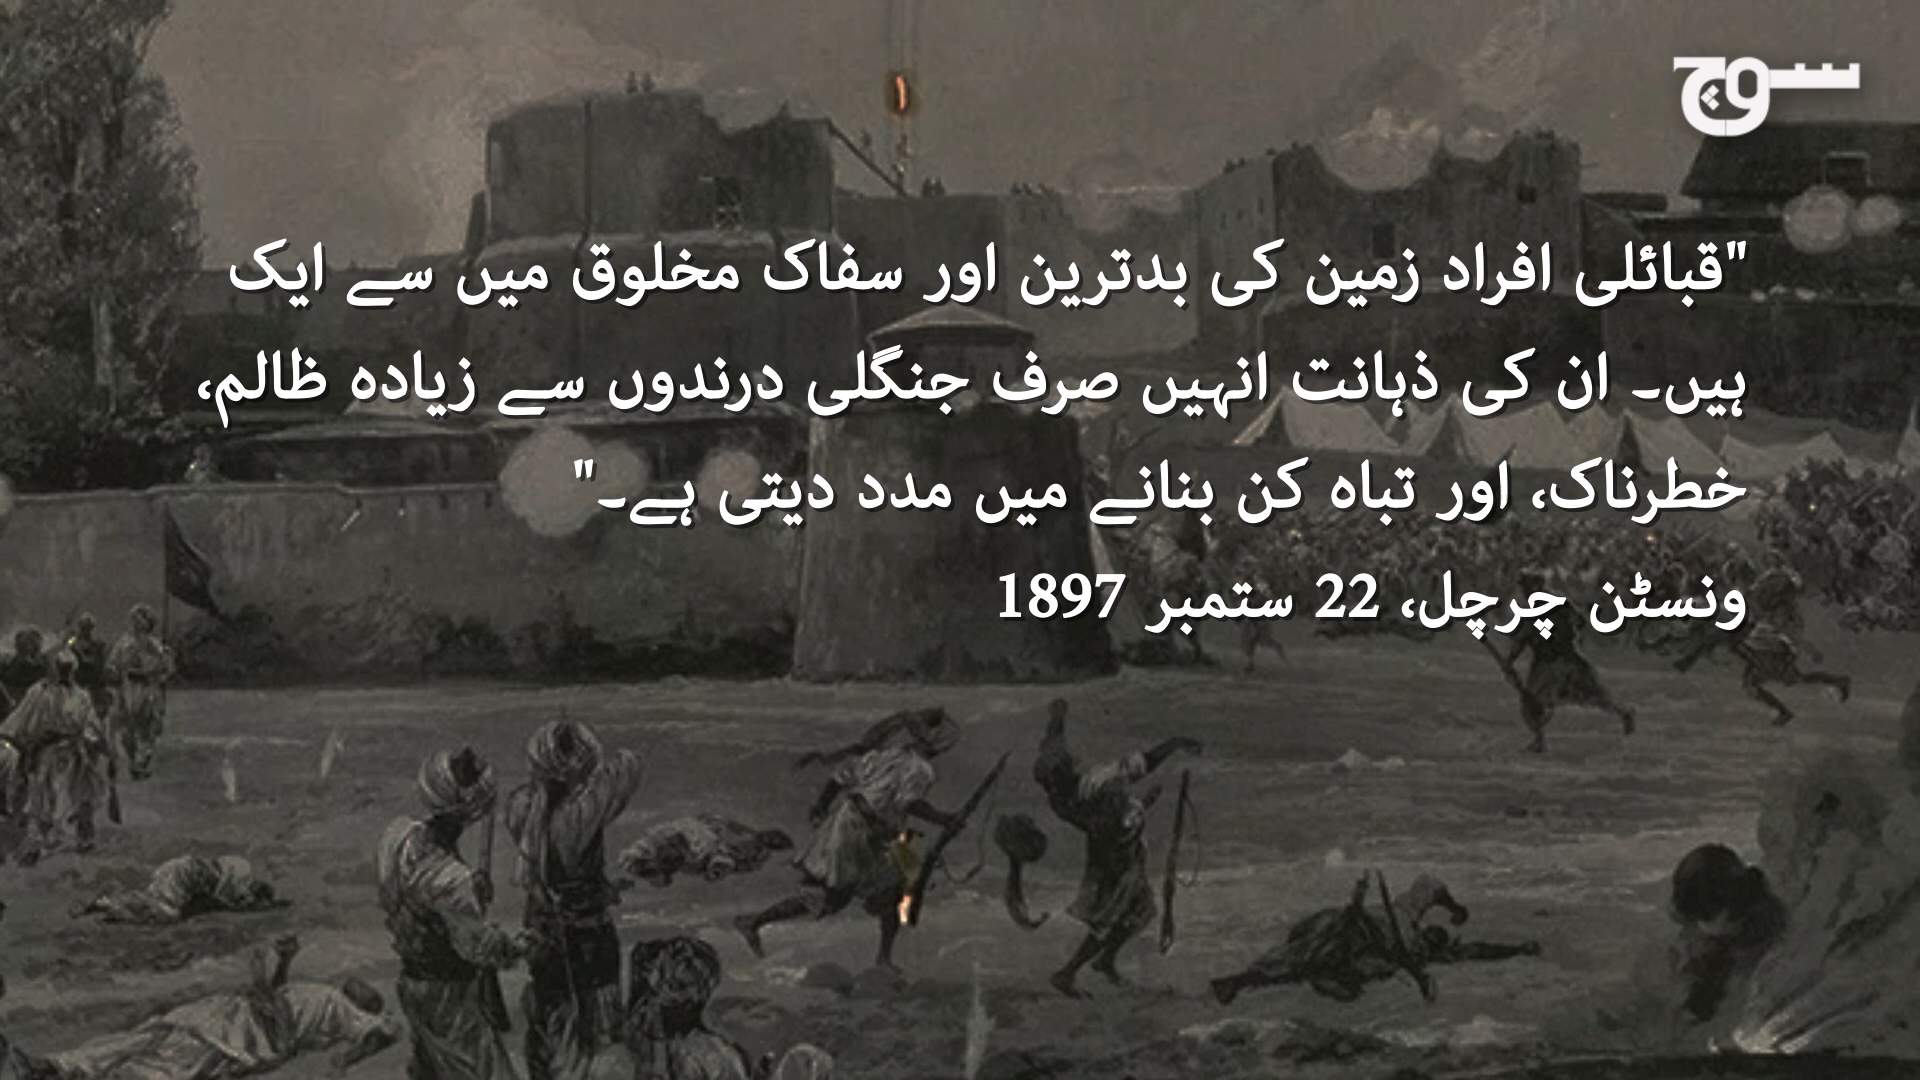 سوچ
"قبائلی افراد زمین کی بدترین اور سفاک مخلوق میں سے ایک
ہیں۔ ان کی ذہانت انہیں صرف جنگلی درندوں سے زیادہ ظالم،
خطرناک، اور تباہ کن بنانے میں مدد دیتی ہے۔"
ونسٹن چرچل، 22 ستمبر 1897